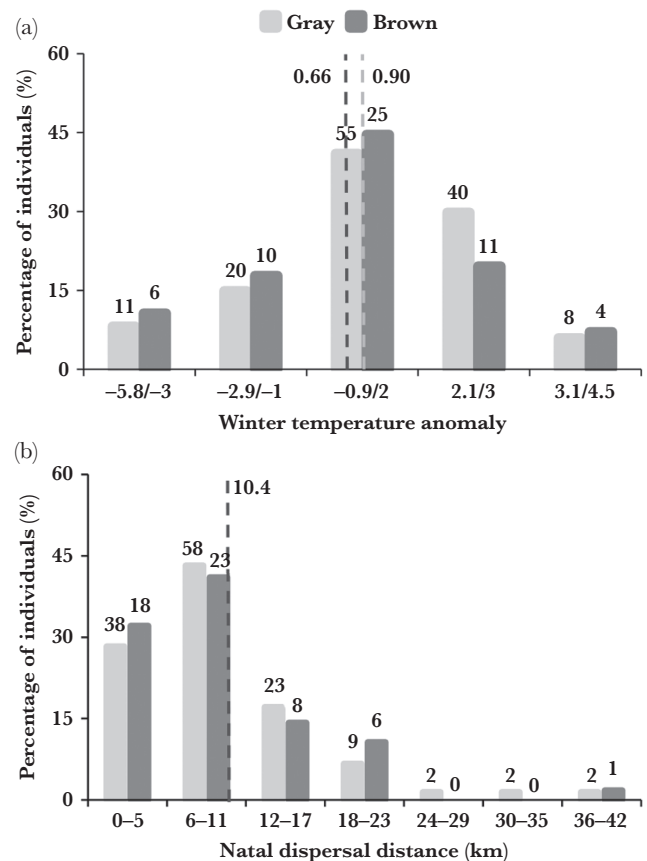 (a)
Gray Brown
60
0.66 0.90
55 25
45
40
30
20 10
11
15
11 6
8 4
0
–5.8/–3 –2.9/–1 –0.9/2 2.1/3 3.1/4.5
Percentage of individuals (%)
Winter temperature anomaly
(b)
60
10.4
58 23
45
38 18
30
23 8
15
9 6
2 0 2 0 2 1
0
0–5 6–11 12–17 18–23 24–29 30–35 36–42
Percentage of individuals (%)
Natal dispersal distance (km)